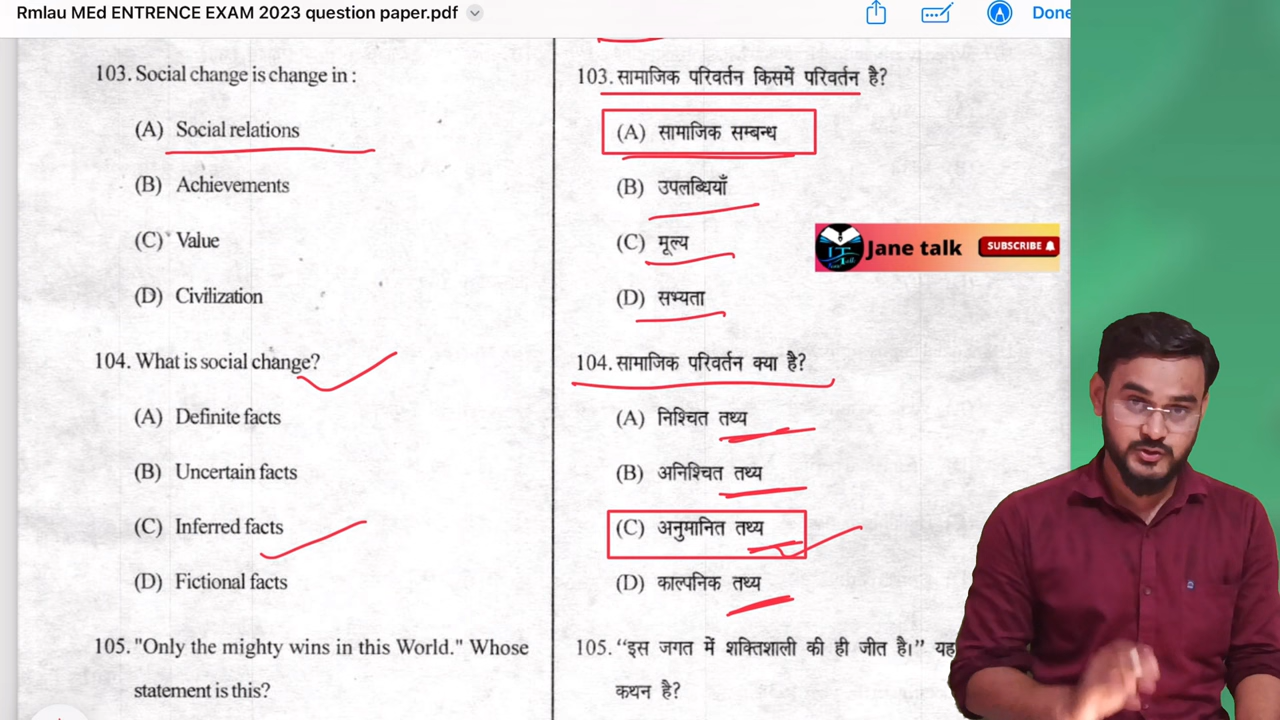 Rmlau MEd ENTRENCE EXAM 2023 question paper.pdf
Done
103. Social change is change in :
(A) Social relations
(B) Achievements
(C) Value
(D) Civilization
104. What is social change?
(A) Definite facts
(B) Uncertain facts
(C) Inferred facts
(D) Fictional facts
105. "Only the mighty wins in this World." Whose
statement is this?
103. सामाजिक परिवर्तन किसमें परिवर्तन है?
(A) सामाजिक सम्बन्ध
(B) उपलब्धियाँ
(C) मूल्य
(D) सभ्यता
104. सामाजिक परिवर्तन क्या है?
(A) निश्चित तथ्य
(B) अनिश्चित तथ्य
(C) अनुमानित तथ्य
(D) काल्पनिक तथ्य
105. “इस जगत में शक्तिशाली की ही जीत है।” यह
कथन है?
Jane talk
SUBSCRIBE